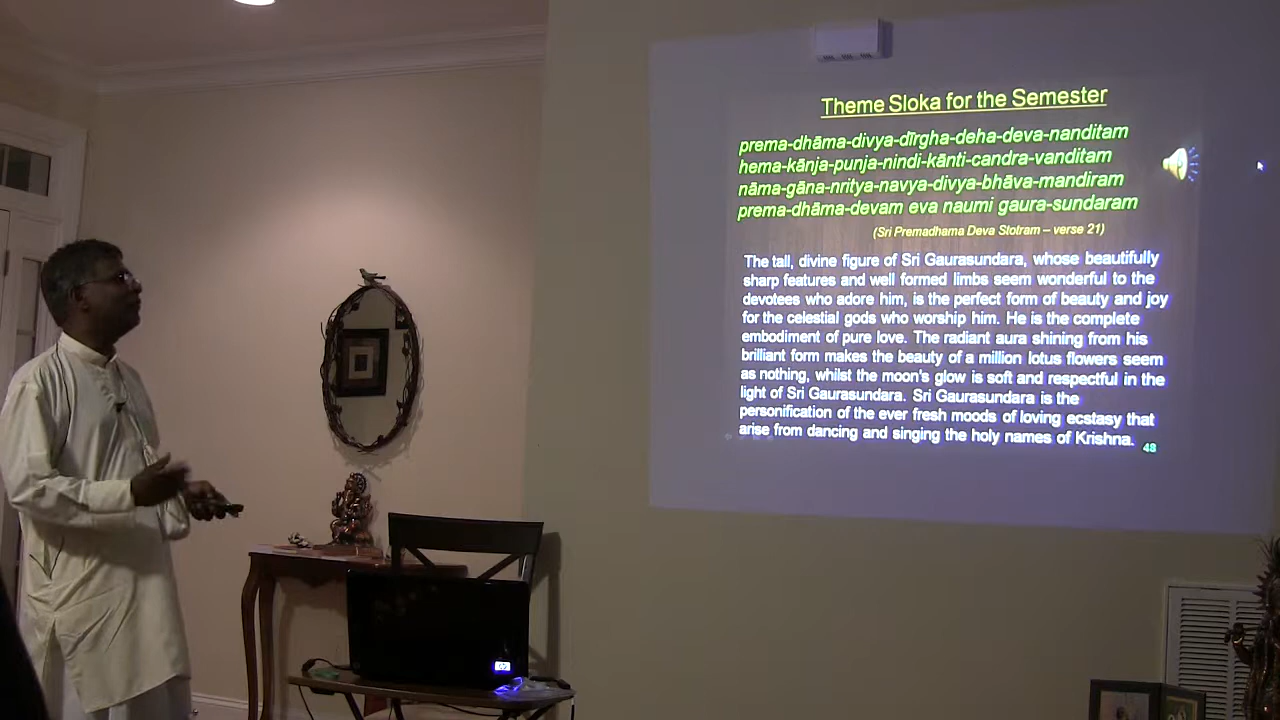 Theme Sloka for the Semester
prema-dhāma-divya-dīrgha-deha-deva-nanditam
hema-kānja-punja-nindi-kānti-candra-vanditam
nāma-gāna-nritya-navya-divya-bhāva-mandiram
prema-dhāma-devam eva naumi gaura-sundaram
(Sri Premadhama Deva Stotram – verse 21)
The tall, divine figure of Sri Gaurasundara, whose beautifully
sharp features and well formed limbs seem wonderful to the
devotees who adore him, is the perfect form of beauty and joy
for the celestial gods who worship him. He is the complete
embodiment of pure love. The radiant aura shining from his
brilliant form makes the beauty of a million lotus flowers seem
as nothing, whilst the moon's glow is soft and respectful in the
light of Sri Gaurasundara. Sri Gaurasundara is the
personification of the ever fresh moods of loving ecstasy that
arise from dancing and singing the holy names of Krishna.
48
hp